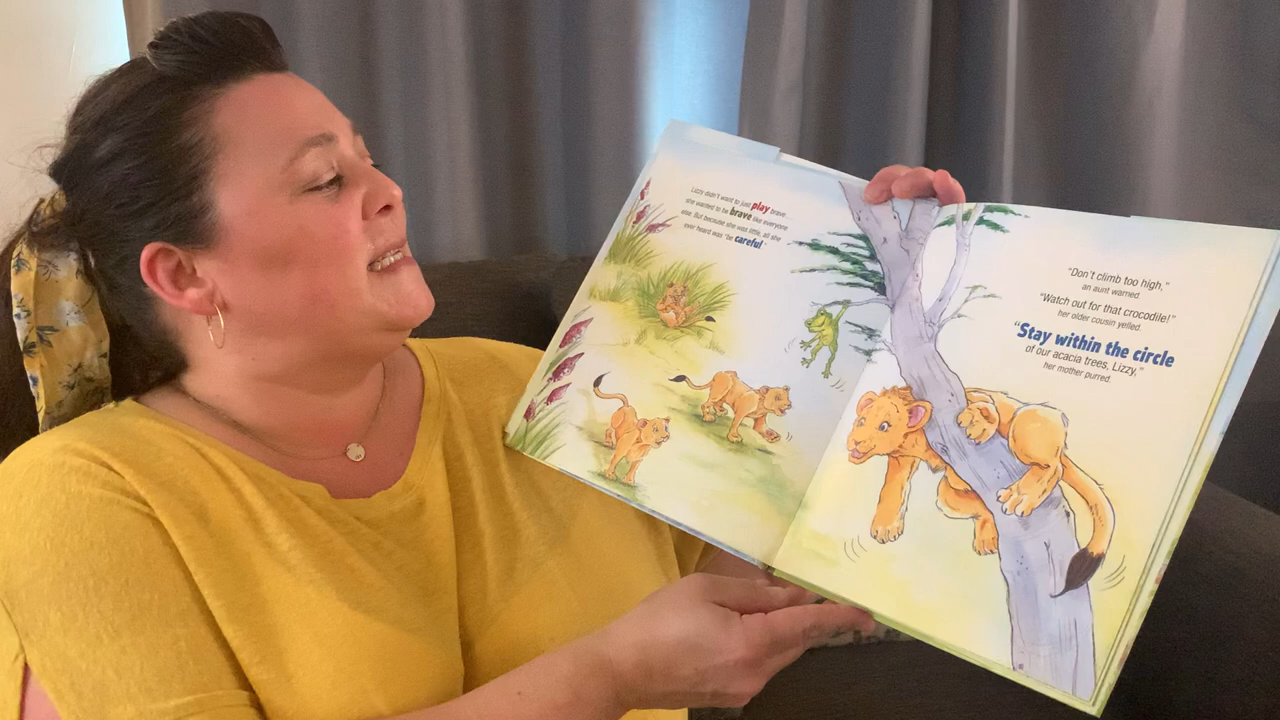 Lizzy didn't want to just play brave,
she wanted to be brave like everyone
else. But because she was little, all she
ever heard was "be careful."
"Don't climb too high,"
an aunt warned.
"Watch out for that crocodile!"
her older cousin yelled.
"Stay within the circle
of our acacia trees, Lizzy,"
her mother purred.